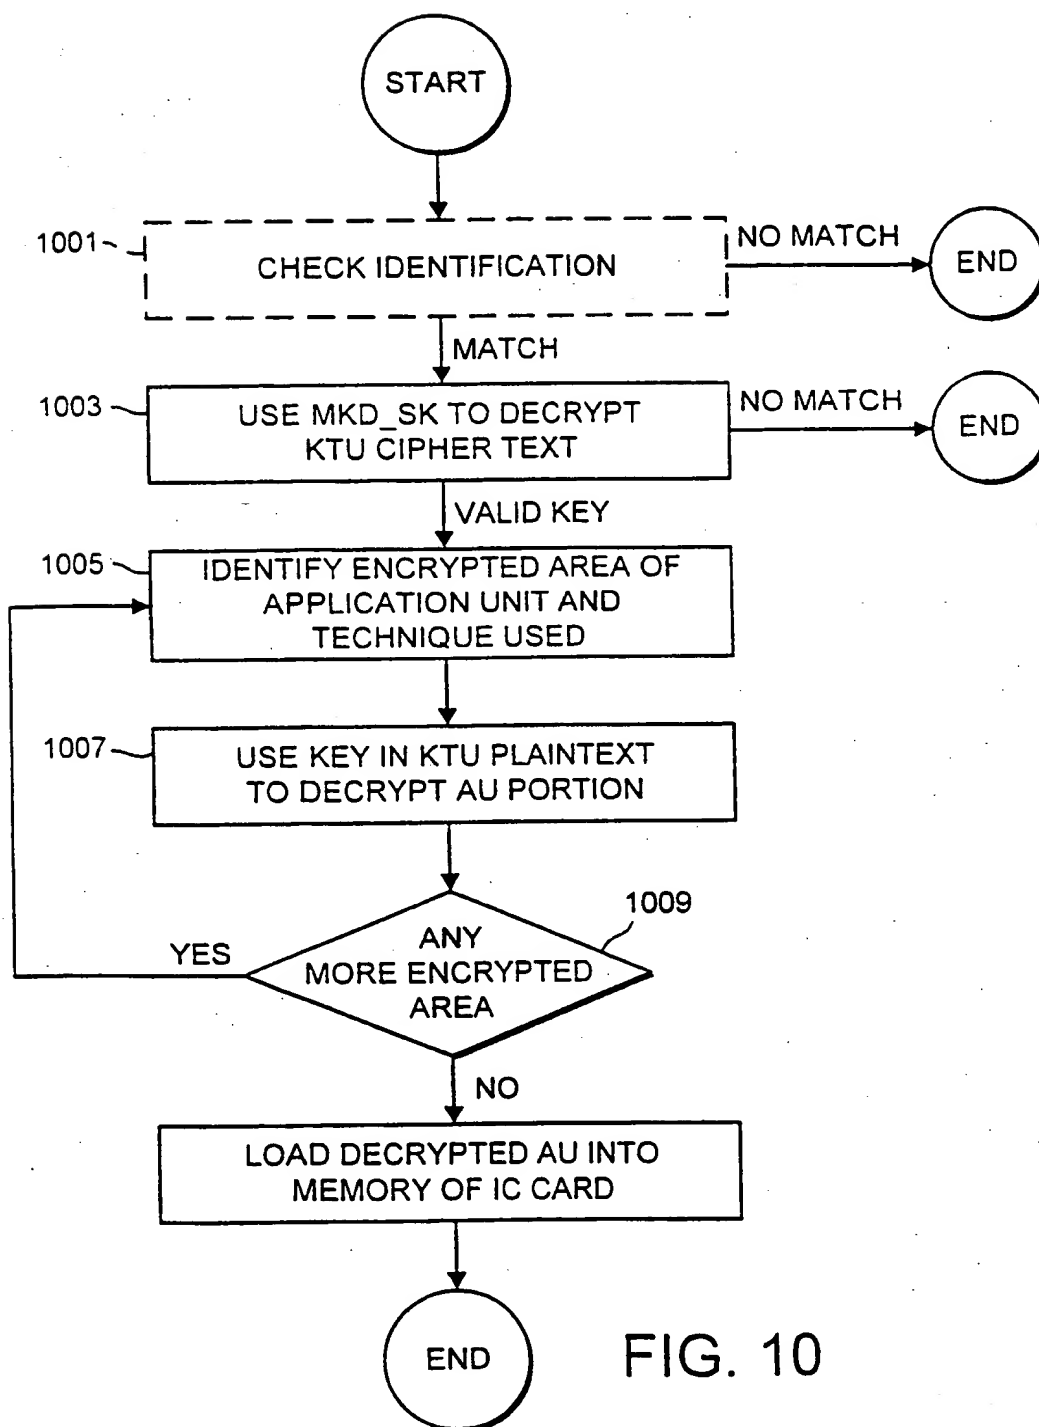 START
1001
CHECK IDENTIFICATION
NO MATCH
END
MATCH
1003
USE MKD_SK TO DECRYPT
KTU CIPHER TEXT
NO MATCH
END
VALID KEY
1005
IDENTIFY ENCRYPTED AREA OF
APPLICATION UNIT AND
TECHNIQUE USED
1007
USE KEY IN KTU PLAINTEXT
TO DECRYPT AU PORTION
1009
ANY
MORE ENCRYPTED
AREA
YES
NO
LOAD DECRYPTED AU INTO
MEMORY OF IC CARD
END
FIG. 10